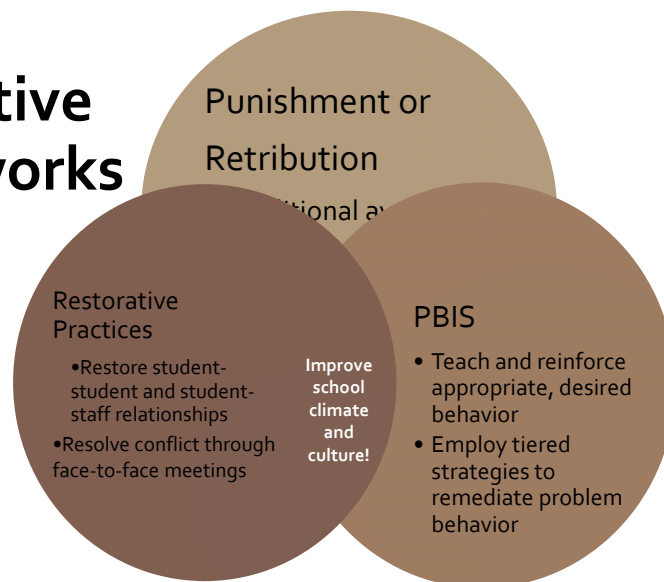 tive
works
Punishment or
Retribution
Restorative
Practices
•Restore student-
student and student-
staff relationships
•Resolve conflict through
face-to-face meetings
Improve
school
climate
and
culture!
PBIS
• Teach and reinforce
appropriate, desired
behavior
• Employ tiered
strategies to
remediate problem
behavior